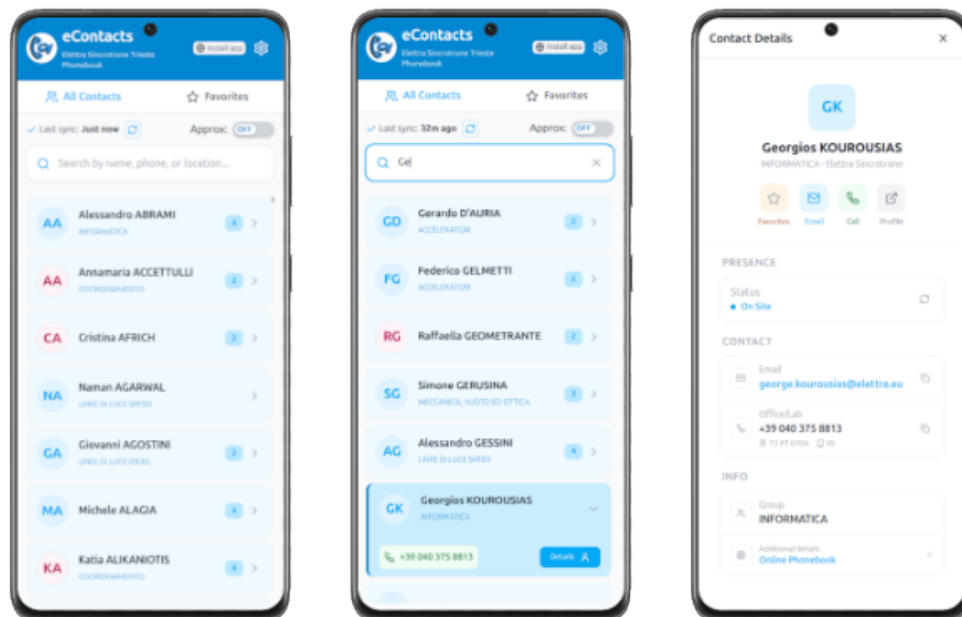 eContacts
Elettra Sincrotrone Trieste
Phonebook
Install app
All Contacts
Favorites
Last sync: Just now
Approx: OFF
Search by name, phone, or location...
AA
Alessandro ABRAMI
INFORMATICA
4
AA
Annamaria ACCETTULLI
COORDINAMENTO
2
CA
Cristina AFRICH
2
NA
Naman AGARWAL
LINEE DI LUCE SPEED
GA
Giovanni AGOSTINI
LINEE DI LUCE IDEAS
2
MA
Michele ALAGIA
4
KA
Katia ALIKANIOTIS
COORDINAMENTO
4
eContacts
Elettra Sincrotrone Trieste
Phonebook
Install app
All Contacts
Favorites
Last sync: 32m ago
Approx: OFF
Ge
GD
Gerardo D'AURIA
ACCELERATORI
2
FG
Federico GELMETTI
ACCELERATORI
RG
Raffaella GEOMETRANTE
2
SG
Simone GERUSINA
MECCANICA, VUOTO ED OTTICA
3
AG
Alessandro GESSINI
LINEE DI LUCE SPEED
4
GK
Georgios KOUROUSIAS
INFORMATICA
+39 040 375 8813
Details
Contact Details
GK
Georgios KOUROUSIAS
INFORMATICA - Elettra Sincrotrone
Favorites
Email
Call
Profile
PRESENCE
Status
On Site
CONTACT
Email
george.kourousias@elettra.eu
Office/Lab
+39 040 375 8813
INFO
Group
INFORMATICA
Additional details
Online Phonebook